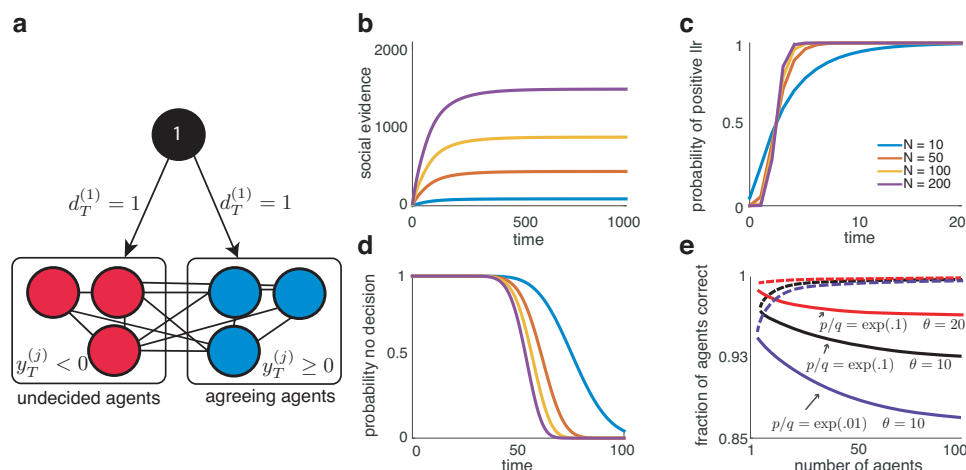 a
1
d_T^{(1)} = 1
d_T^{(1)} = 1
y_T^{(j)} < 0
y_T^{(j)} ≥ 0
undecided agents
agreeing agents
b
social evidence
2000
1000
0
0
500
1000
time
c
probability of positive llr
1
0.5
0
0
10
20
time
N = 10
N = 50
N = 100
N = 200
d
probability no decision
1
0.5
0
0
50
100
time
e
fraction of agents correct
1
0.93
0.85
p/q = exp(.1) θ = 20
p/q = exp(.1) θ = 10
p/q = exp(.01) θ = 10
1
50
100
number of agents